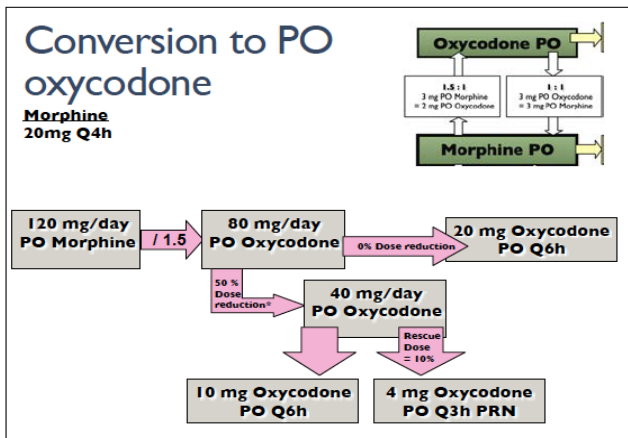 Conversion to PO
oxycodone
Morphine
20mg Q4h
Oxycodone PO
1.5 : 1
3 mg PO Morphine
= 2 mg PO Oxycodone
1 : 1
3 mg PO Oxycodone
= 3 mg PO Morphine
Morphine PO
120 mg/day
PO Morphine
/ 1.5
80 mg/day
PO Oxycodone
0% Dose reduction
20 mg Oxycodone
PO Q6h
50 %
Dose
reduction*
40 mg/day
PO Oxycodone
Rescue
Dose
= 10%
10 mg Oxycodone
PO Q6h
4 mg Oxycodone
PO Q3h PRN